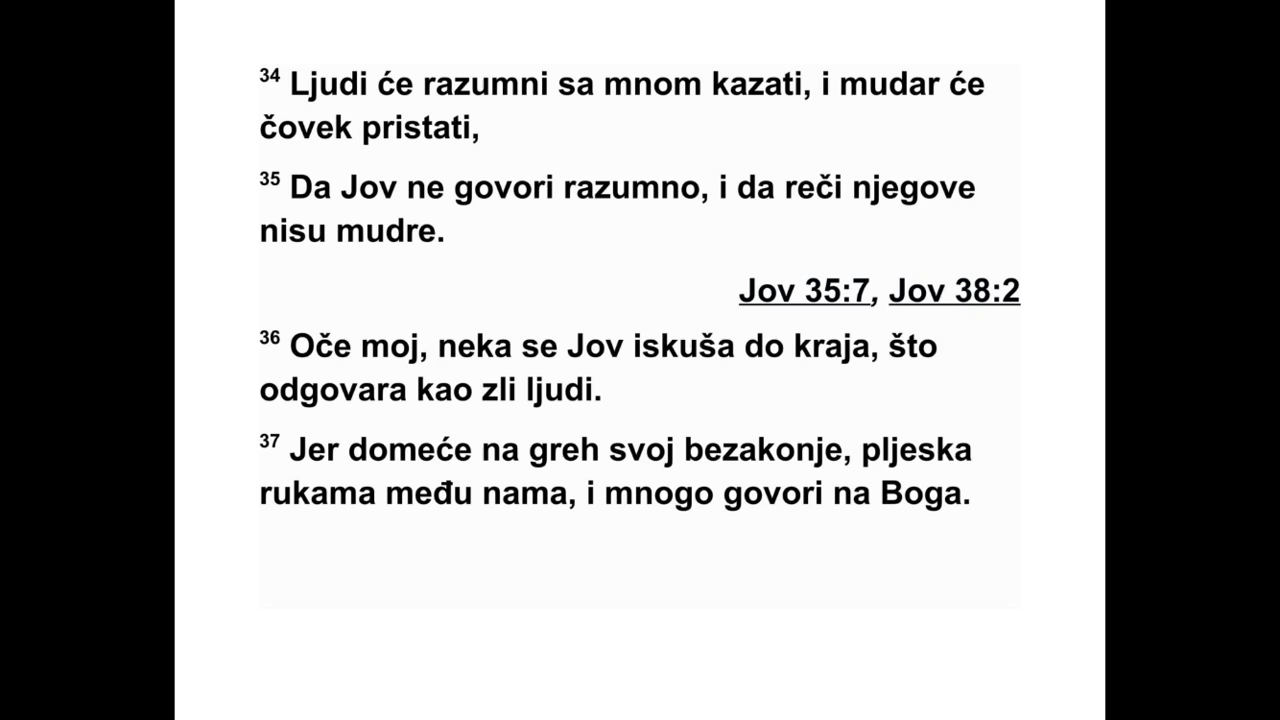 34 Ljudi će razumni sa mnom kazati, i mudar će
čovek pristati,
35 Da Jov ne govori razumno, i da reči njegove
nisu mudre.
Jov 35:7, Jov 38:2
36 Oče moj, neka se Jov iskuša do kraja, što
odgovara kao zli ljudi.
37 Jer domeće na greh svoj bezakonje, pljeska
rukama među nama, i mnogo govori na Boga.